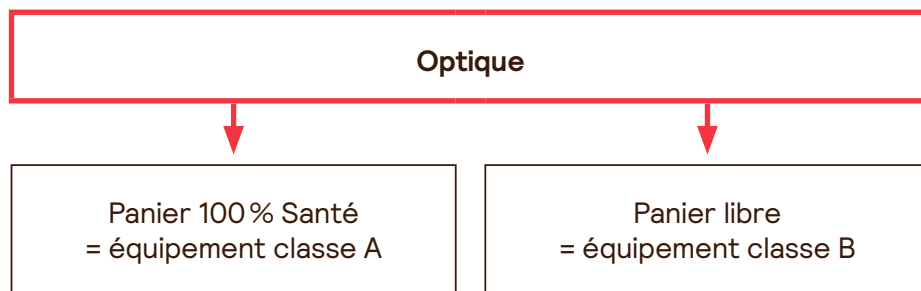 Optique
Panier 100 % Santé
= équipement classe A
Panier libre
= équipement classe B